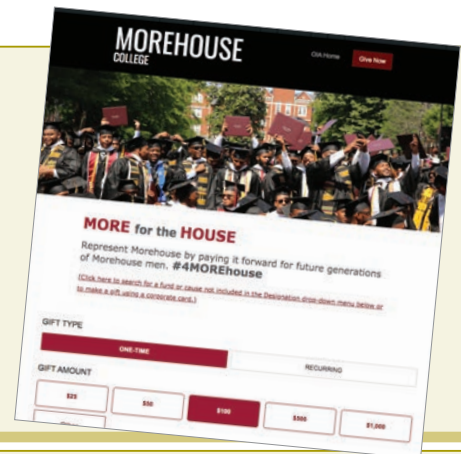 MOREHOUSE
COLLEGE
OIA Home
Give Now
MORE for the HOUSE
Represent Morehouse by paying it forward for future generations
of Morehouse men. #4MOREhouse
(Click here to search for a fund or cause not included in the Designation drop-down menu below or
to make a gift using a corporate card.)
GIFT TYPE
ONE-TIME
RECURRING
GIFT AMOUNT
$25
$50
$100
$500
$1,000